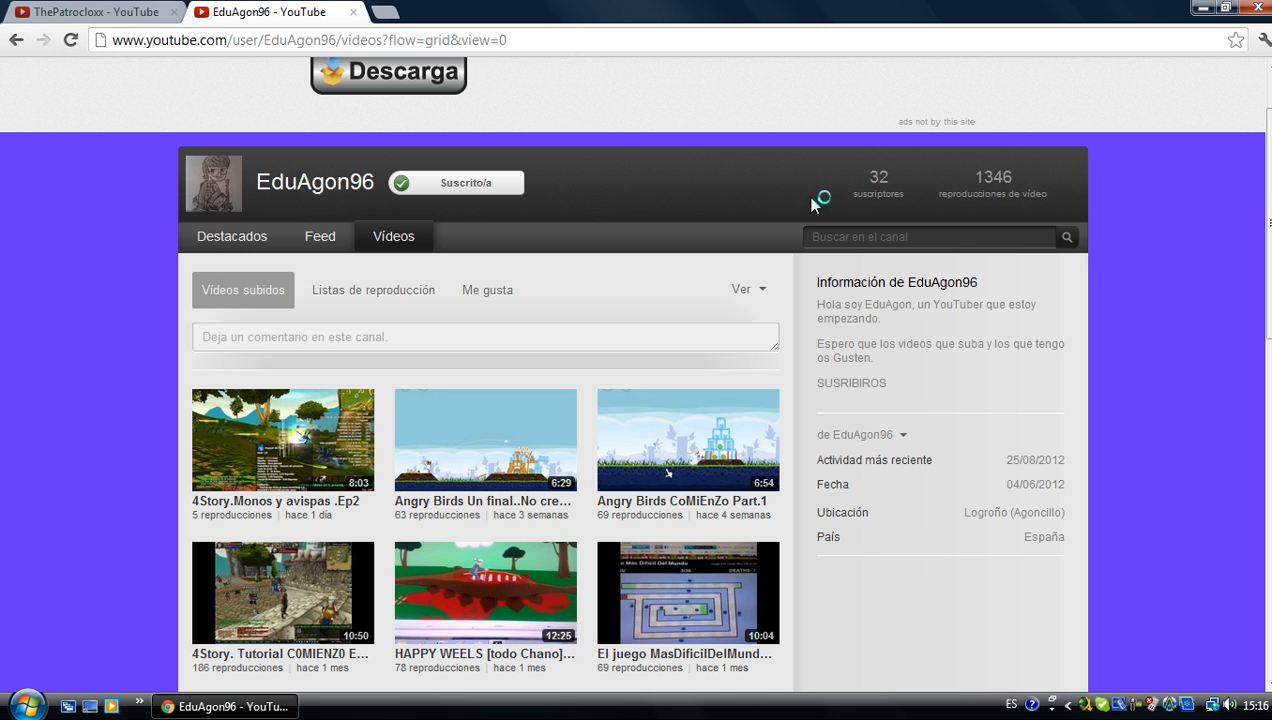 ThePatrocloxx - YouTube
EduAgon96 - YouTube
www.youtube.com/user/EduAgon96/videos?flow=grid&view=0
Descarga
ads not by this site
EduAgon96
Suscrito/a
32
suscriptores
1346
reproducciones de vídeo
Destacados
Feed
Vídeos
Buscar en el canal
Vídeos subidos
Listas de reproducción
Me gusta
Ver
Deja un comentario en este canal.
8:03
4Story.Monos y avispas .Ep2
5 reproducciones | hace 1 día
6:29
Angry Birds Un final..No cre...
63 reproducciones | hace 3 semanas
6:54
Angry Birds CoMiEnZo Part.1
69 reproducciones | hace 4 semanas
10:50
4Story. Tutorial C0MIENZ0 E...
186 reproducciones | hace 1 mes
12:25
HAPPY WEELS [todo Chano]...
78 reproducciones | hace 1 mes
10:04
El juego MasDificilDelMund...
69 reproducciones | hace 1 mes
Información de EduAgon96
Hola soy EduAgon, un YouTuber que estoy
empezando.
Espero que los videos que suba y los que tengo
os Gusten.
SUSRIBIROS
de EduAgon96
Actividad más reciente 25/08/2012
Fecha 04/06/2012
Ubicación Logroño (Agoncillo)
País España
EduAgon96 - YouTu...
ES
15:16